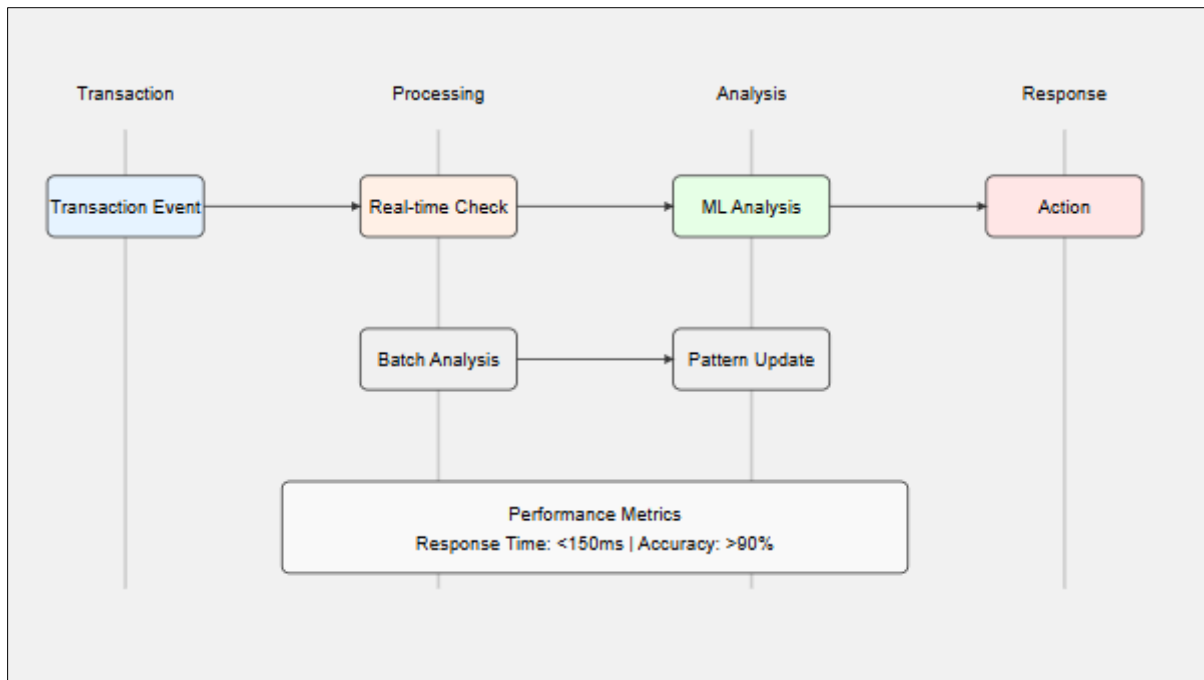 Transaction
Processing
Analysis
Response
Transaction Event
Real-time Check
ML Analysis
Action
Batch Analysis
Pattern Update
Performance Metrics
Response Time: <150ms | Accuracy: >90%